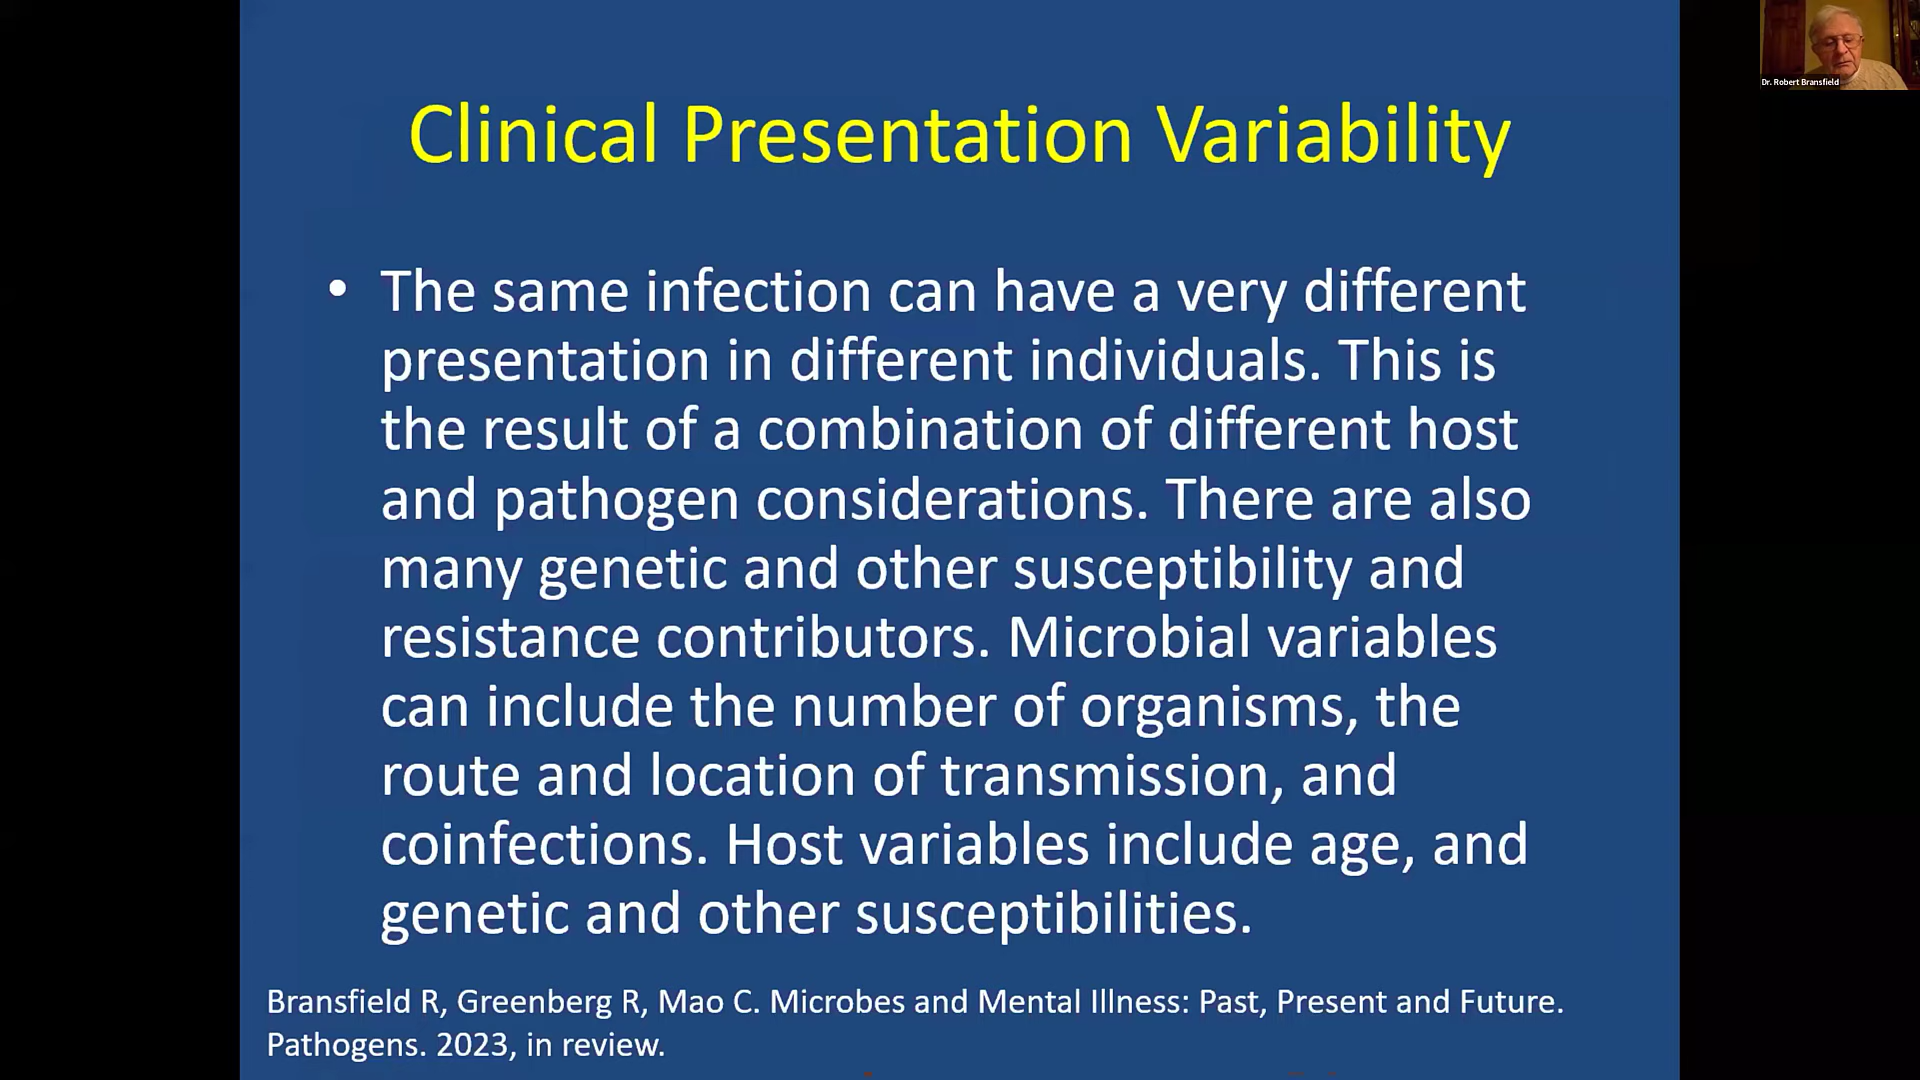 Clinical Presentation Variability
• The same infection can have a very different
presentation in different individuals. This is
the result of a combination of different host
and pathogen considerations. There are also
many genetic and other susceptibility and
resistance contributors. Microbial variables
can include the number of organisms, the
route and location of transmission, and
coinfections. Host variables include age, and
genetic and other susceptibilities.
Bransfield R, Greenberg R, Mao C. Microbes and Mental Illness: Past, Present and Future.
Pathogens. 2023, in review.
Dr. Robert Bransfield